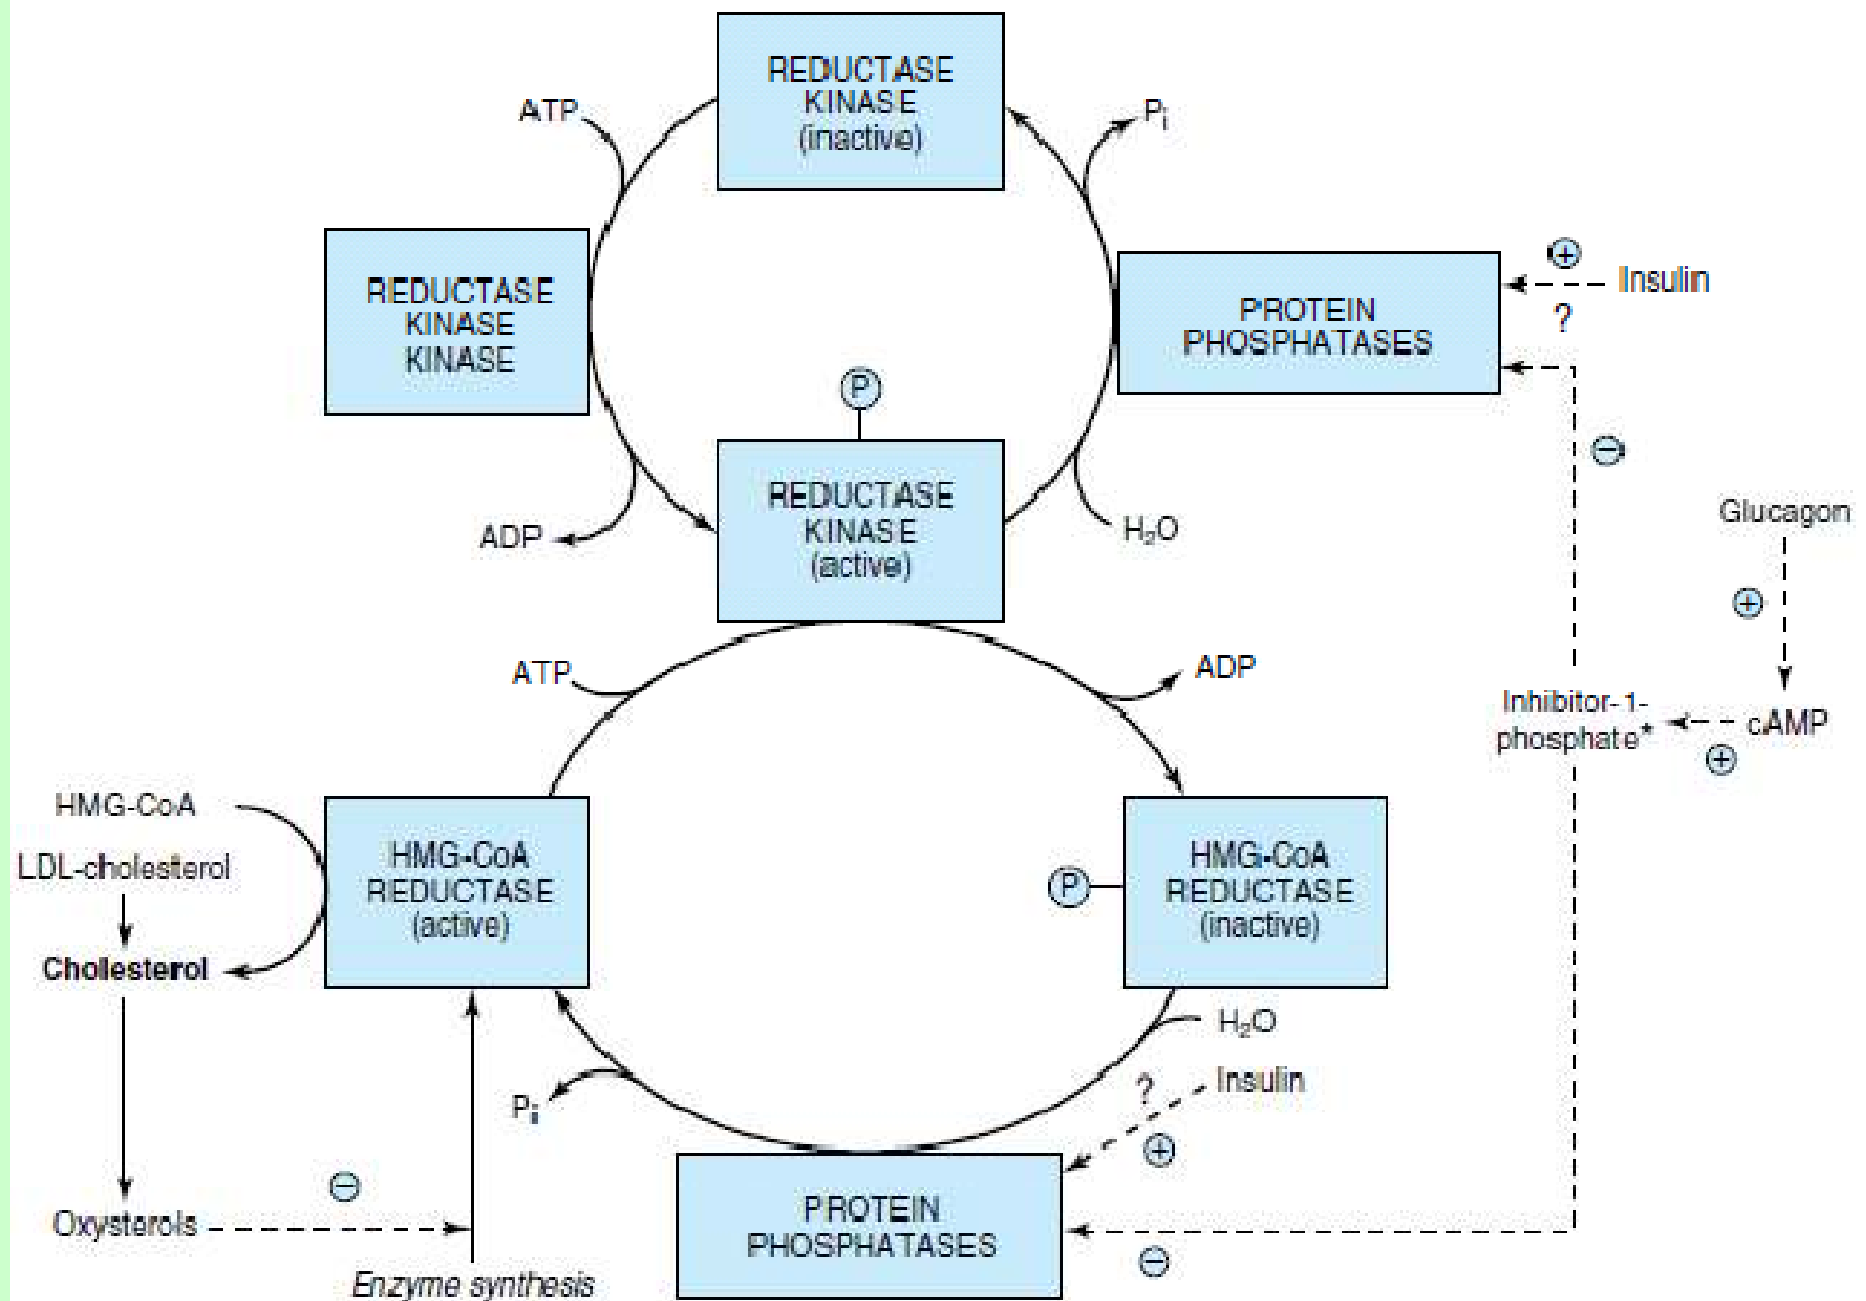 REDUCTASE
KINASE
(inactive)
ATP
Pi
REDUCTASE
KINASE
KINASE
PROTEIN
PHOSPHATASES
+
Insulin
?
P
−
REDUCTASE
KINASE
(active)
ADP
H₂O
Glucagon
+
ATP
ADP
Inhibitor-1-
phosphate*
cAMP
+
HMG-CoA
LDL-cholesterol
Cholesterol
HMG-CoA
REDUCTASE
(active)
P
HMG-CoA
REDUCTASE
(inactive)
H₂O
Insulin
?
+
Pi
Oxysterols
−
PROTEIN
PHOSPHATASES
−
Enzyme synthesis